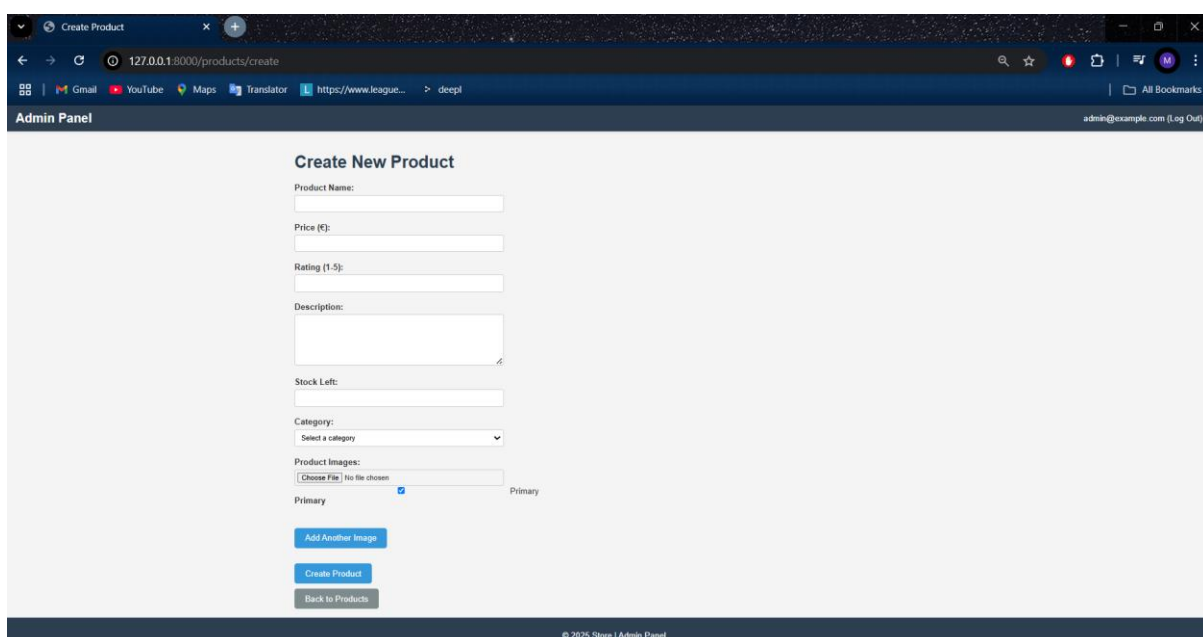 Create Product
127.0.0.1:8000/products/create
M
Gmail YouTube Maps Translator L https://www.league... deepl All Bookmarks
Admin Panel admin@example.com (Log Out)
Create New Product
Product Name:
Price (€):
Rating (1-5):
Description:
Stock Left:
Category:
Select a category
Product Images:
Choose File No file chosen
Primary
Primary
Add Another Image
Create Product
Back to Products
© 2025 Store | Admin Panel